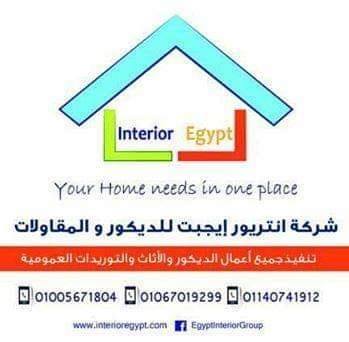 Interior Egypt
Your Home needs in one place
شركة انتريور إيجبت للديكور و المقاولات
تنفيذ جميع أعمال الديكور والأثاث والتوريدات العمومية
01005671804 01067019299 01140741912
www.interioregypt.com EgyptInteriorGroup